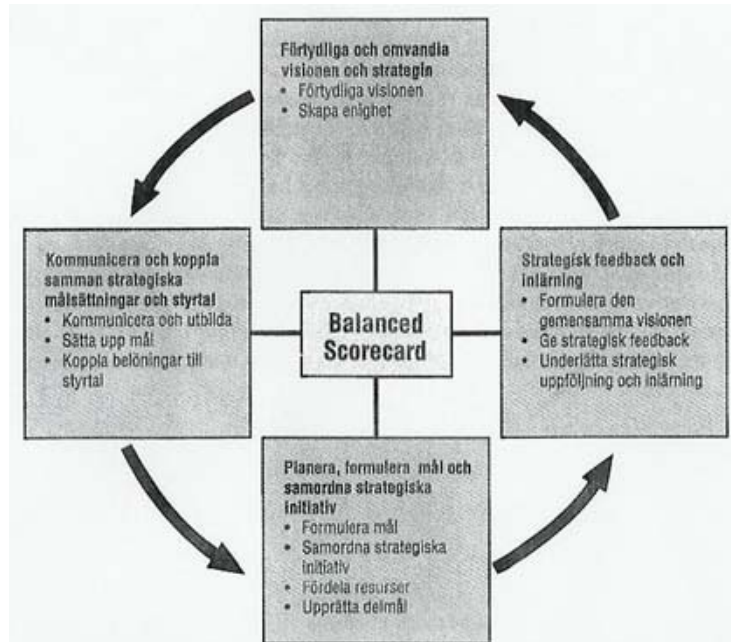 Förtydliga och omvandla
visionen och strategin
• Förtydliga visionen
• Skapa enighet
Kommunicera och koppla
samman strategiska
målsättningar och styrtal
• Kommunicera och utbilda
• Sätta upp mål
• Koppla belöningar till
styrtal
Balanced
Scorecard
Strategisk feedback och
inlärning
• Formulera den
gemensamma visionen
• Ge strategisk feedback
• Underlätta strategisk
uppföljning och inlärning
Planera, formulera mål och
samordna strategiska
initiativ
• Formulera mål
• Samordna strategiska
initiativ
• Fördela resurser
• Upprätta delmål